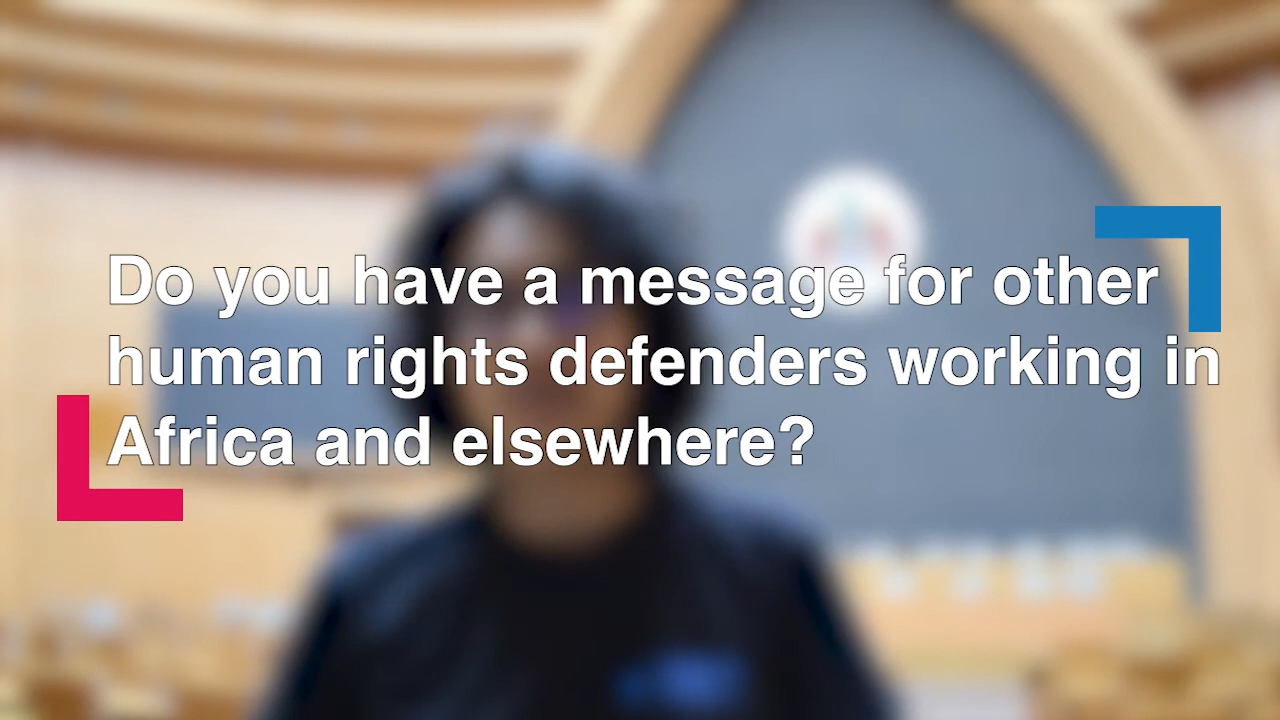 Do you have a message for other
human rights defenders working in
Africa and elsewhere?